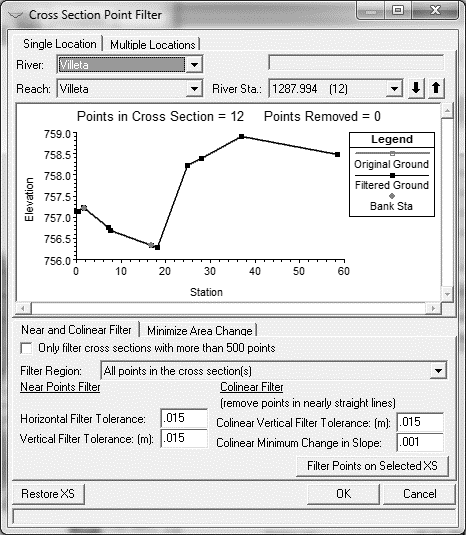 Cross Section Point Filter
Single Location Multiple Locations
River: Villeta
Reach: Villeta River Sta.: 1287.994 (12)
Points in Cross Section = 12 Points Removed = 0
759.0
758.5
758.0
757.5
757.0
756.5
756.0
0 10 20 30 40 50 60
Elevation
Station
Legend
Original Ground
Filtered Ground
Bank Sta
Near and Colinear Filter Minimize Area Change
Only filter cross sections with more than 500 points
Filter Region: All points in the cross section(s)
Near Points Filter Colinear Filter
(remove points in nearly straight lines)
Horizontal Filter Tolerance: .015 Colinear Vertical Filter Tolerance: (m): .015
Vertical Filter Tolerance: (m): .015 Colinear Minimum Change in Slope: .001
Filter Points on Selected XS
Restore XS OK Cancel